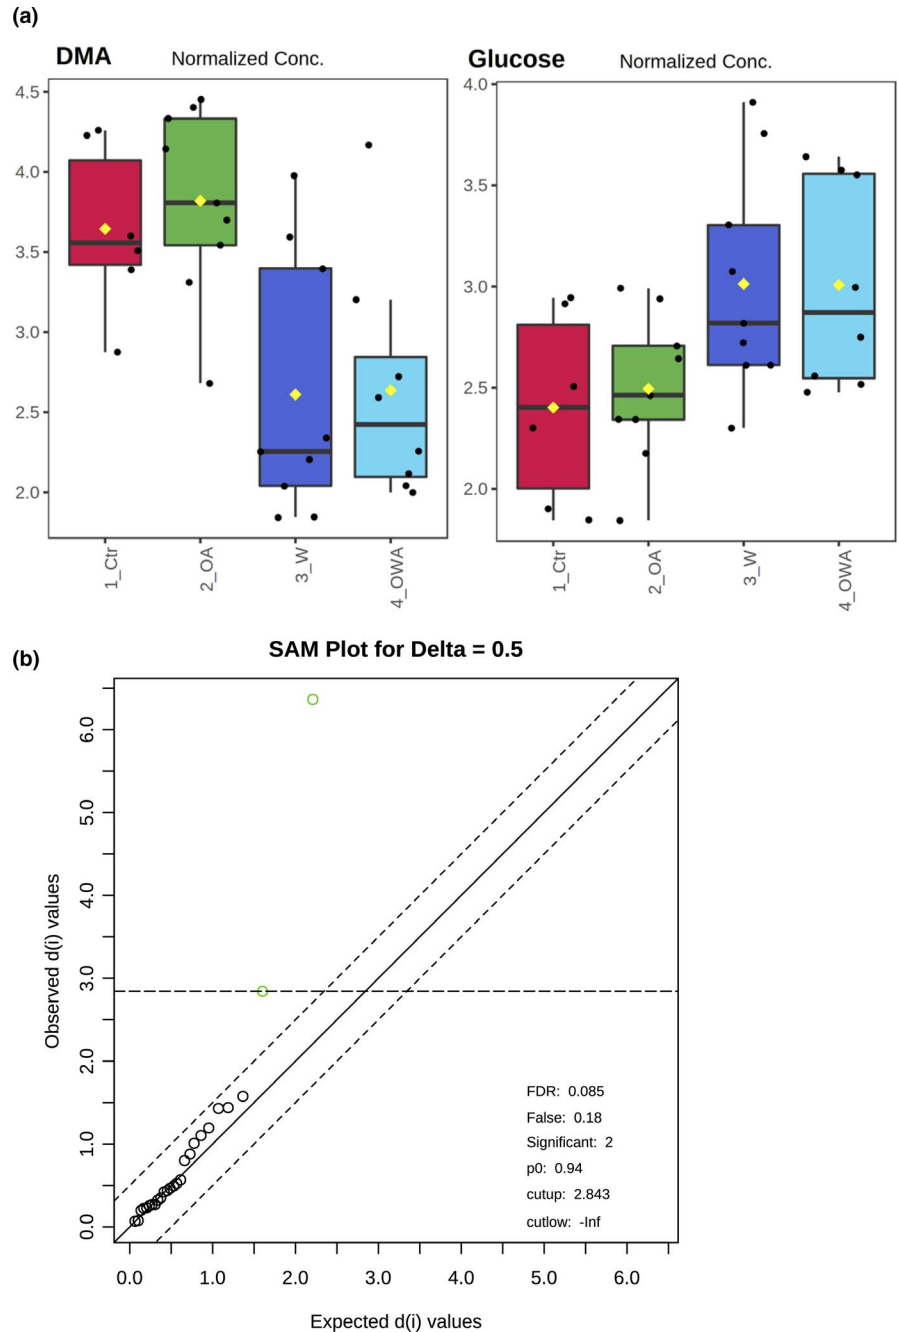 (a)
DMA Normalized Conc.
4.5
4.0
3.5
3.0
2.5
2.0
1_Ctr
2_OA
3_W
4_OWA
Glucose Normalized Conc.
4.0
3.5
3.0
2.5
2.0
1_Ctr
2_OA
3_W
4_OWA
(b)
SAM Plot for Delta = 0.5
Observed d(i) values
6.0
5.0
4.0
3.0
2.0
1.0
0.0
FDR: 0.085
False: 0.18
Significant: 2
p0: 0.94
cutup: 2.843
cutlow: -Inf
0.0 1.0 2.0 3.0 4.0 5.0 6.0
Expected d(i) values